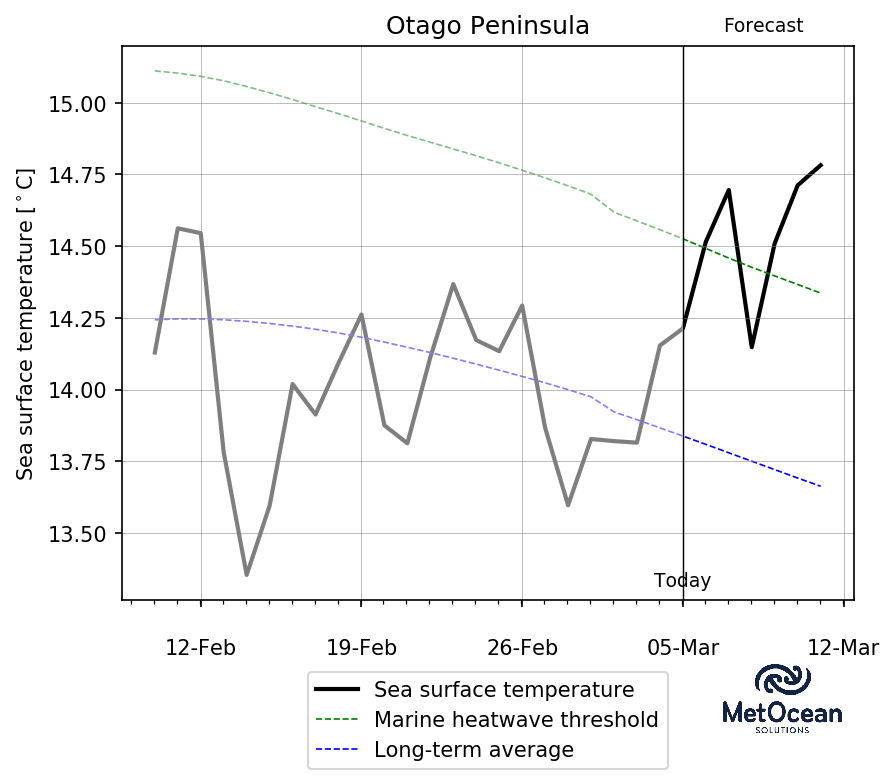 Otago Peninsula
Forecast
Sea surface temperature [°C]
15.00
14.75
14.50
14.25
14.00
13.75
13.50
Today
12-Feb 19-Feb 26-Feb 05-Mar 12-Mar
Sea surface temperature
Marine heatwave threshold
Long-term average
MetOcean
SOLUTIONS